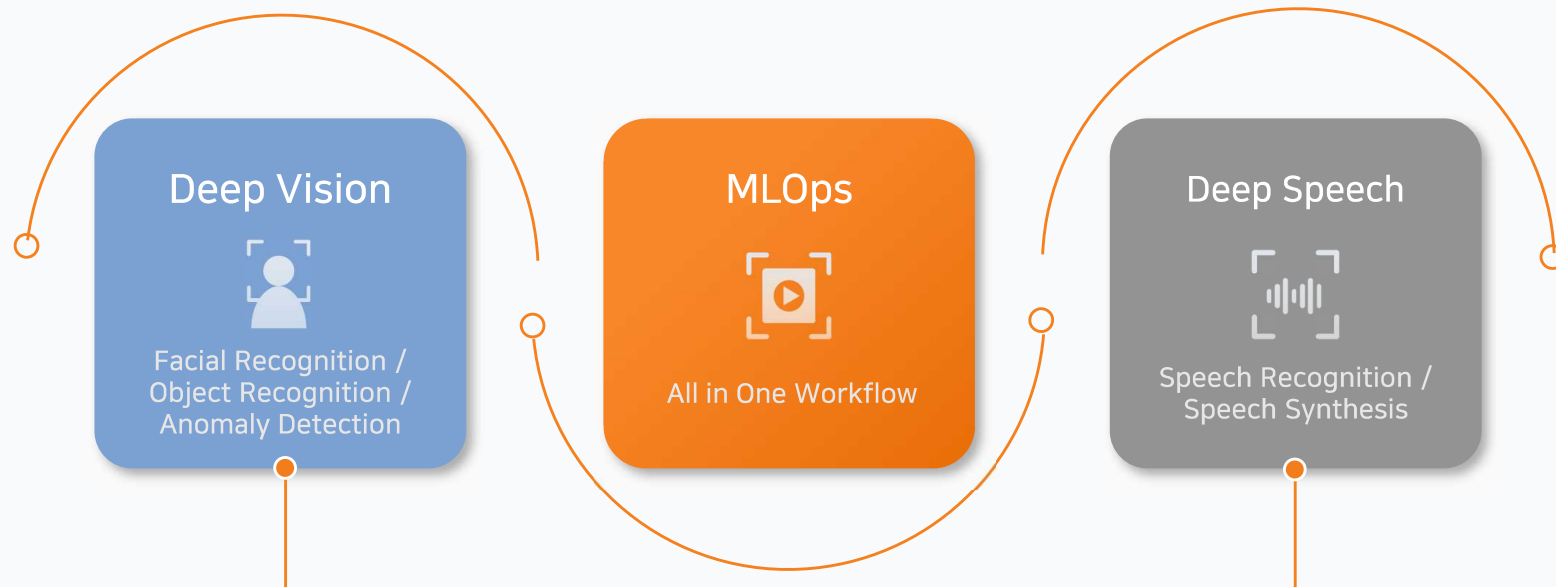 Deep Vision
Facial Recognition /
Object Recognition /
Anomaly Detection
MLOps
All in One Workflow
Deep Speech
Speech Recognition /
Speech Synthesis